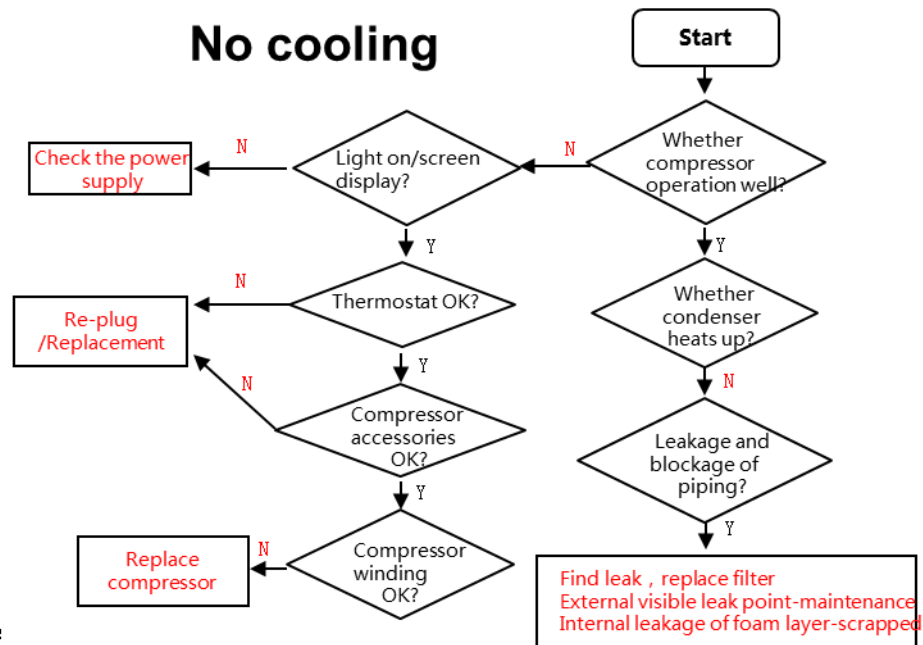 No cooling
Start
Whether
compressor
operation well?
N
Light on/screen
display?
N
Check the power
supply
Y
Y
Thermostat OK?
N
Re-plug
/Replacement
Whether
condenser
heats up?
Y
N
N
Compressor
accessories
OK?
Leakage and
blockage of
piping?
Y
Y
Compressor
winding
OK?
N
Replace
compressor
Find leak , replace filter
External visible leak point-maintenance
Internal leakage of foam layer-scrapped